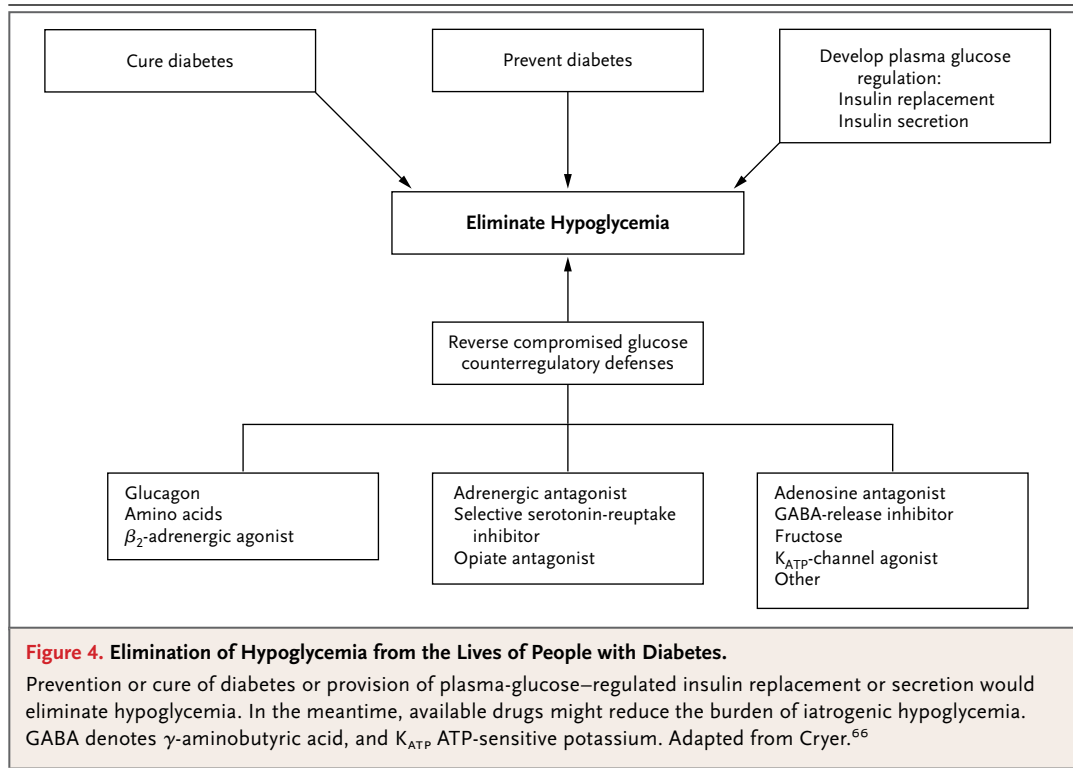 Cure diabetes
Prevent diabetes
Develop plasma glucose
regulation:
Insulin replacement
Insulin secretion
Eliminate Hypoglycemia
Reverse compromised glucose
counterregulatory defenses
Glucagon
Amino acids
β₂-adrenergic agonist
Adrenergic antagonist
Selective serotonin-reuptake
inhibitor
Opiate antagonist
Adenosine antagonist
GABA-release inhibitor
Fructose
K_ATP-channel agonist
Other
Figure 4. Elimination of Hypoglycemia from the Lives of People with Diabetes.
Prevention or cure of diabetes or provision of plasma-glucose–regulated insulin replacement or secretion would
eliminate hypoglycemia. In the meantime, available drugs might reduce the burden of iatrogenic hypoglycemia.
GABA denotes γ-aminobutyric acid, and K_ATP ATP-sensitive potassium. Adapted from Cryer.⁶⁶